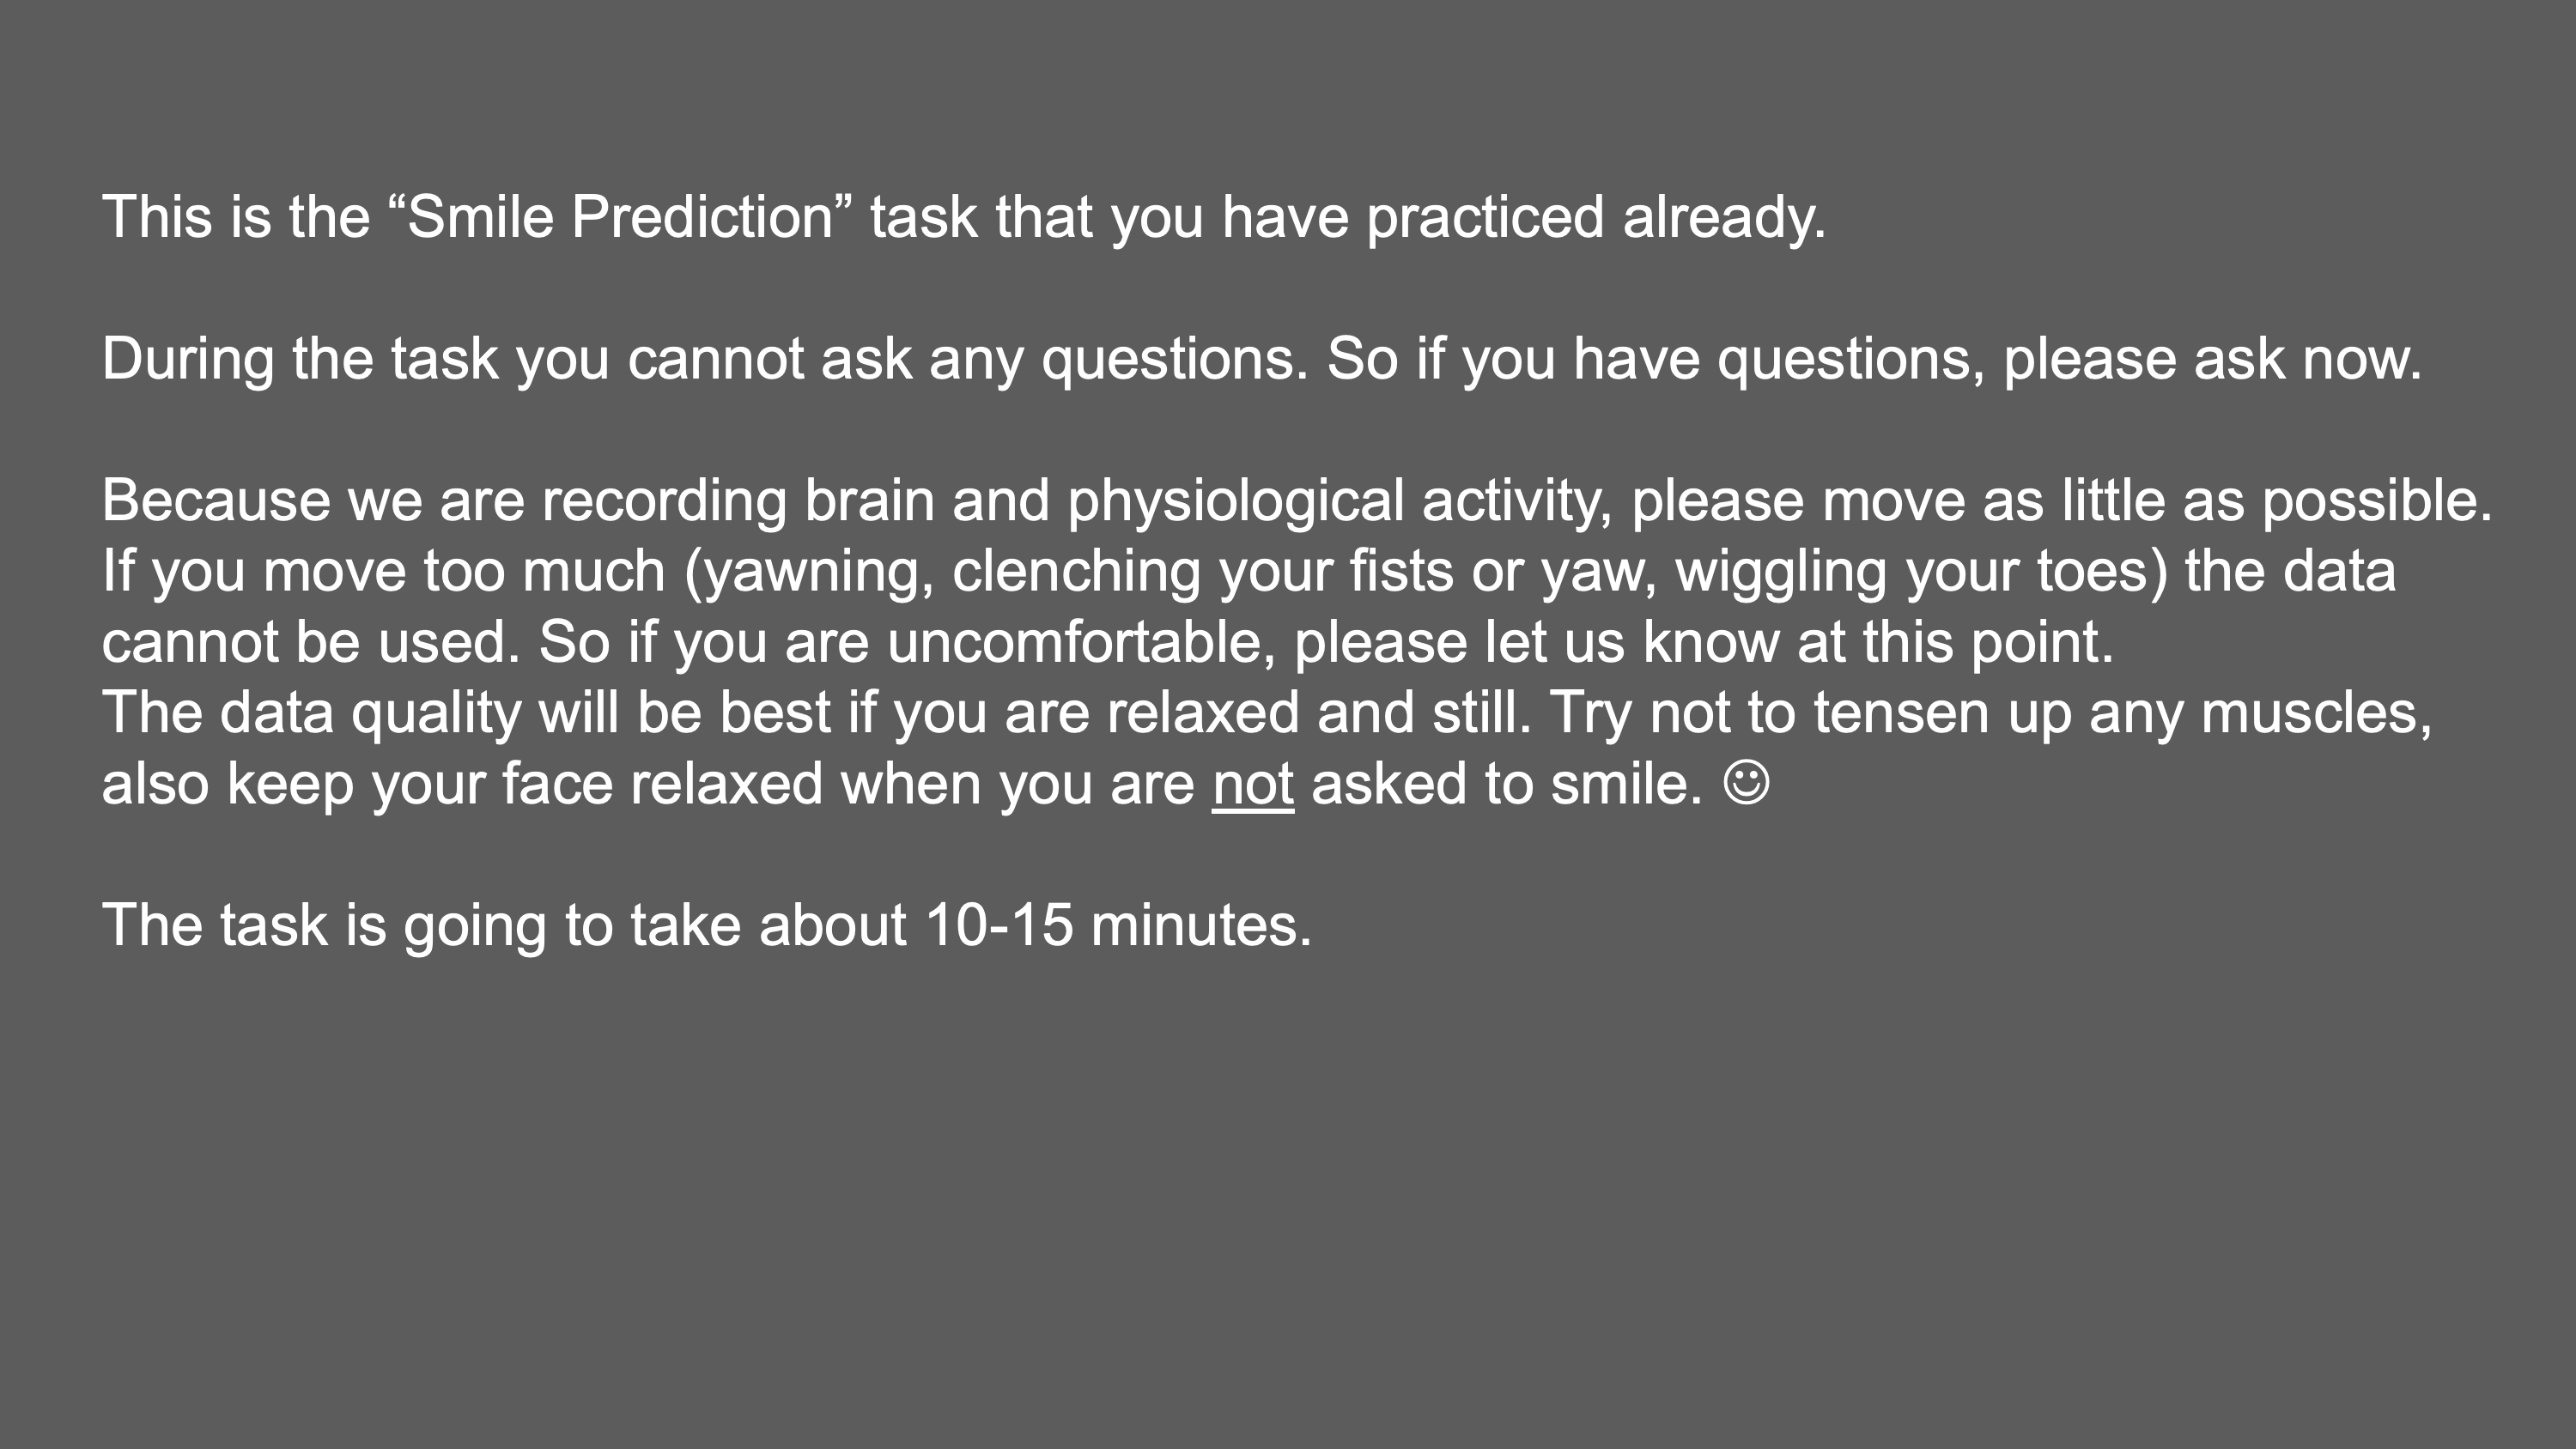 This is the “Smile Prediction” task that you have practiced already.
During the task you cannot ask any questions. So if you have questions, please ask now.
Because we are recording brain and physiological activity, please move as little as possible.
If you move too much (yawning, clenching your fists or yaw, wiggling your toes) the data
cannot be used. So if you are uncomfortable, please let us know at this point.
The data quality will be best if you are relaxed and still. Try not to tensen up any muscles,
also keep your face relaxed when you are not asked to smile. ☺
The task is going to take about 10-15 minutes.